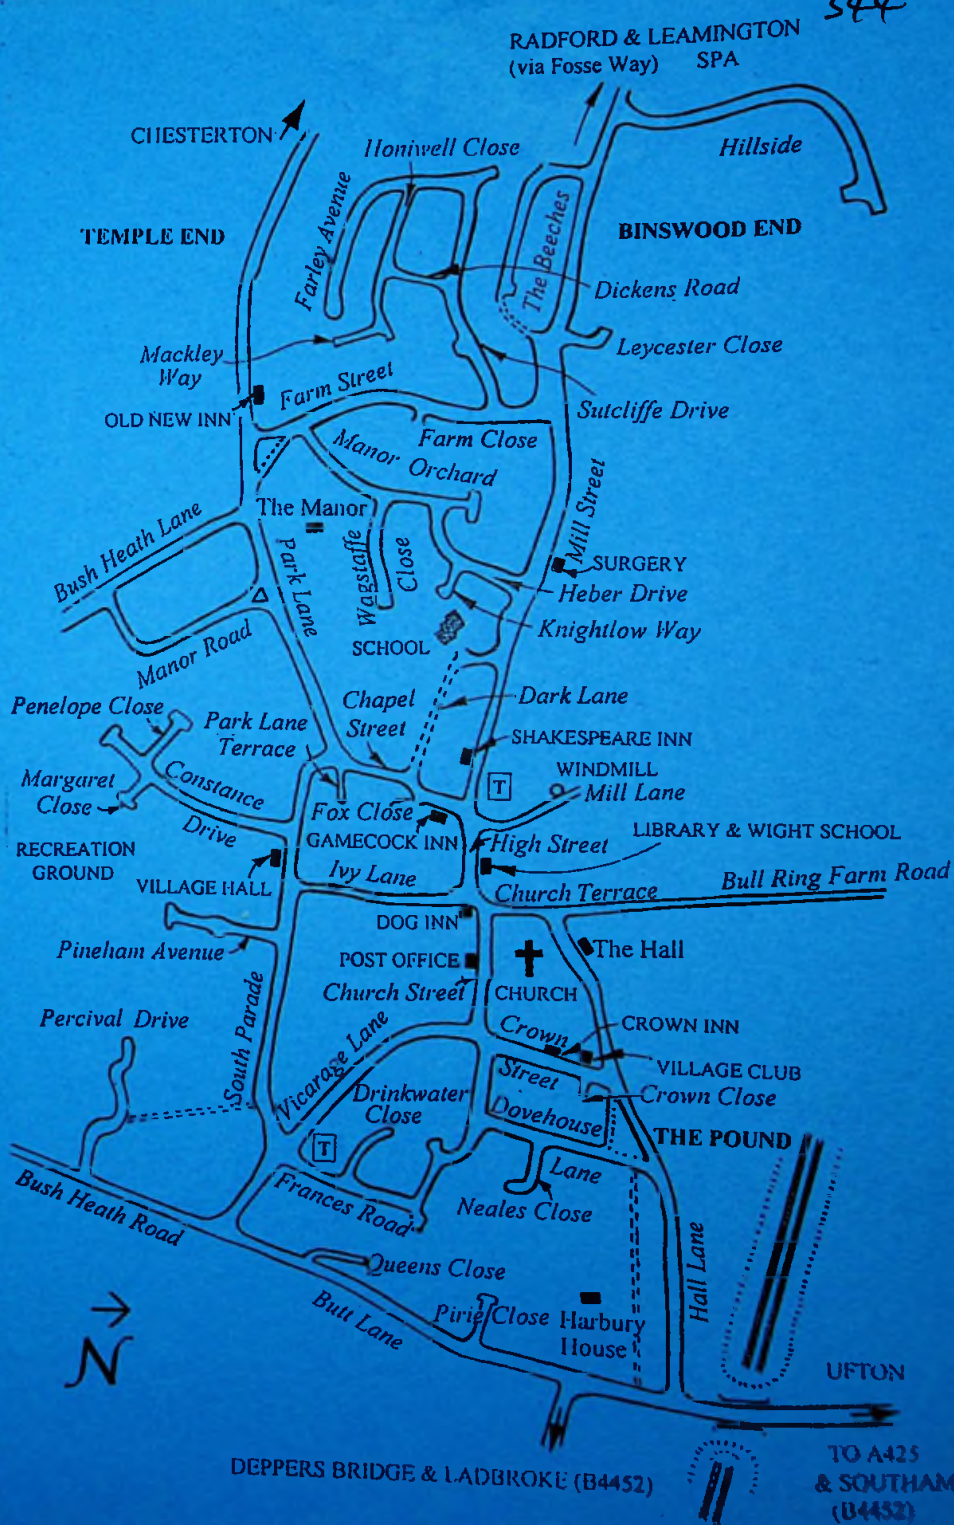 544
RADFORD & LEAMINGTON
(via Fosse Way) SPA
CHESTERTON
Honiwell Close
Hillside
Farley Avenue
TEMPLE END
The Beeches
BINSWOOD END
Dickens Road
Mackley
Way
Leycester Close
Farm Street
OLD NEW INN
Sutcliffe Drive
Farm Close
Manor Orchard
The Manor
Mill Street
Bush Heath Lane
Park Lane
Wagstaffe
Close
SURGERY
Heber Drive
Knightlow Way
SCHOOL
Manor Road
Dark Lane
Penelope Close
Chapel
Street
Park Lane
Terrace
SHAKESPEARE INN
WINDMILL
T
Mill Lane
Margaret
Close
Constance
Drive
Fox Close
GAMECOCK INN
High Street
LIBRARY & WIGHT SCHOOL
RECREATION
GROUND
VILLAGE HALL
Ivy Lane
Church Terrace
Bull Ring Farm Road
DOG INN
Pineham Avenue
POST OFFICE
The Hall
Church Street
CHURCH
Percival Drive
South Parade
Vicarage Lane
Crown
Street
CROWN INN
VILLAGE CLUB
Crown Close
Drinkwater
Close
Dovehouse
Lane
THE POUND
T
Frances Road
Neales Close
Bush Heath Road
Queens Close
Hall Lane
Butt Lane
Pirie Close
Harbury
House
N
UFTON
DEPPERS BRIDGE & LADBROKE (B4452)
TO A425
& SOUTHAM
(B4452)